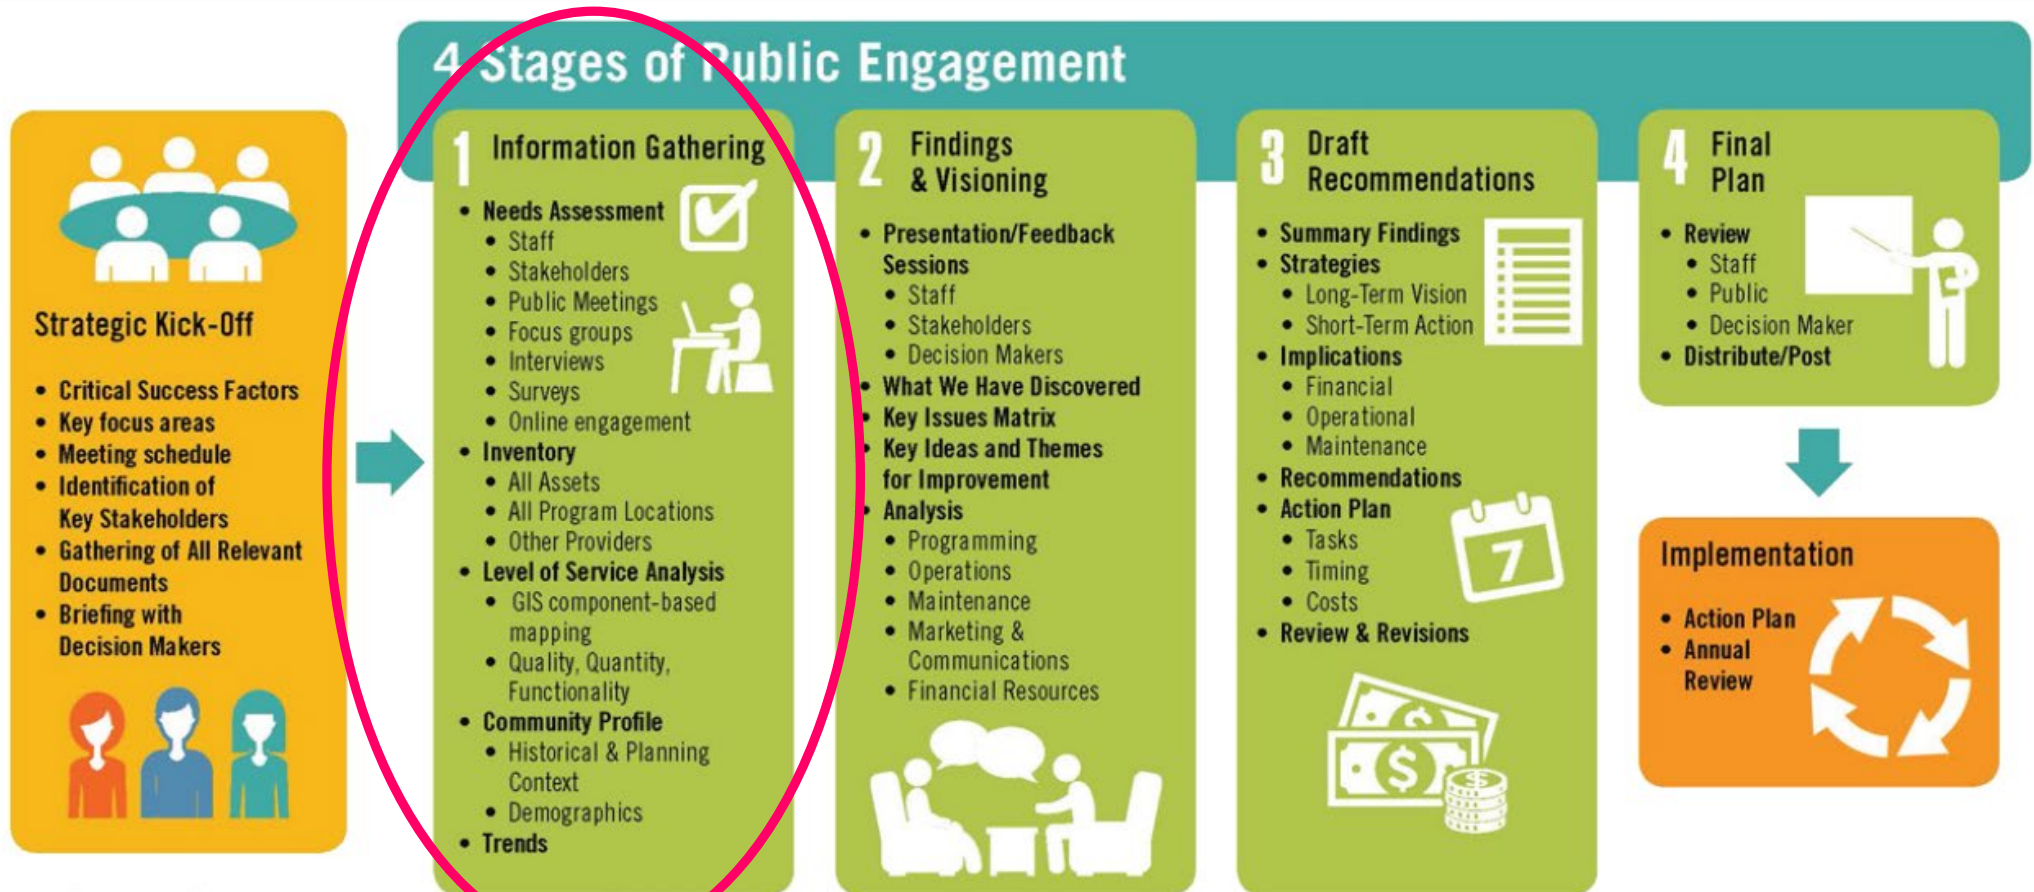 4 Stages of Public Engagement
Strategic Kick-Off
• Critical Success Factors
• Key focus areas
• Meeting schedule
• Identification of
Key Stakeholders
• Gathering of All Relevant
Documents
• Briefing with
Decision Makers
1 Information Gathering
• Needs Assessment
• Staff
• Stakeholders
• Public Meetings
• Focus groups
• Interviews
• Surveys
• Online engagement
• Inventory
• All Assets
• All Program Locations
• Other Providers
• Level of Service Analysis
• GIS component-based
mapping
• Quality, Quantity,
Functionality
• Community Profile
• Historical & Planning
Context
• Demographics
• Trends
2 Findings
& Visioning
• Presentation/Feedback
Sessions
• Staff
• Stakeholders
• Decision Makers
• What We Have Discovered
• Key Issues Matrix
• Key Ideas and Themes
for Improvement
• Analysis
• Programming
• Operations
• Maintenance
• Marketing &
Communications
• Financial Resources
3 Draft
Recommendations
• Summary Findings
• Strategies
• Long-Term Vision
• Short-Term Action
• Implications
• Financial
• Operational
• Maintenance
• Recommendations
• Action Plan
• Tasks
• Timing
• Costs
• Review & Revisions
7
$
$
4 Final
Plan
• Review
• Staff
• Public
• Decision Maker
• Distribute/Post
Implementation
• Action Plan
• Annual
Review